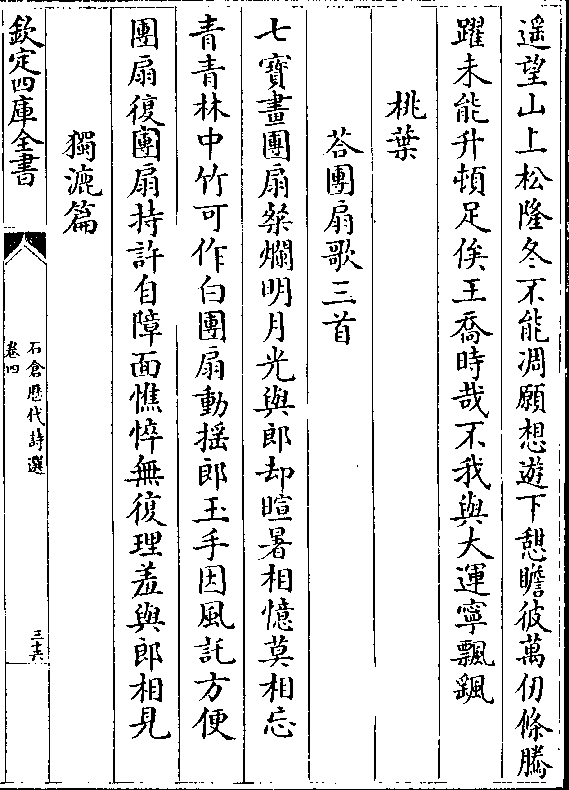 遥望山上松隆冬不能凋願想遊下憩瞻彼萬仞條騰
躍未能升頓足俟王喬時哉不我與大運寧飄颻
桃葉
荅團扇歌三首
七寳畫團扇粲爛明月光與郎却暄暑相憶莫相忘
青青林中竹可作白團扇動揺郎玉手因風託方便
團扇復團扇持許自障面憔悴無復理羞與郎相見
獨漉篇
欽定四庫全書
石倉歴代詩選
卷四
三十六